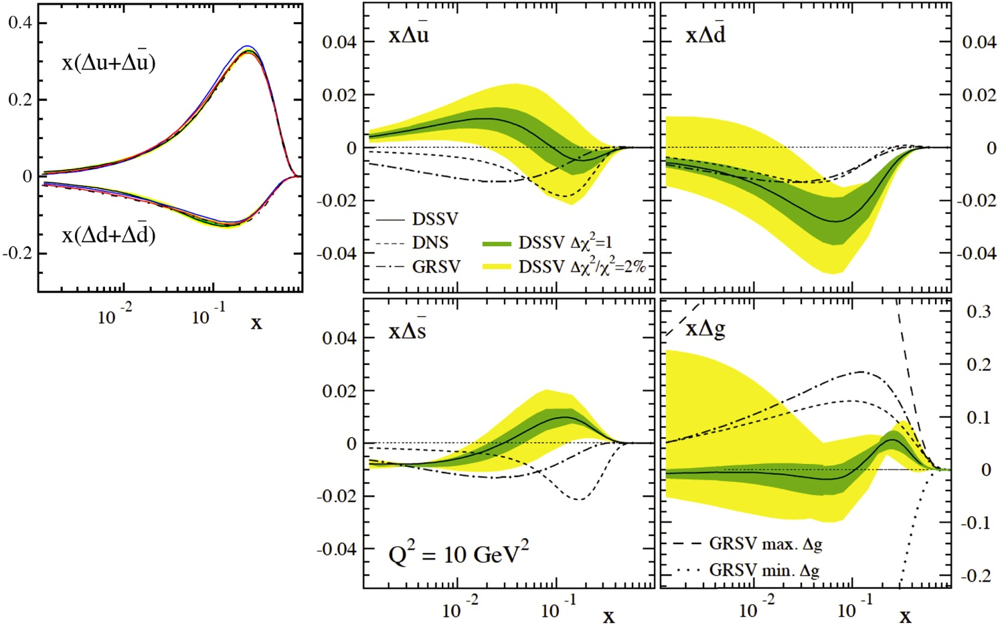 0.4
0.2
0
-0.2
x(Δu+Δū)
x(Δd+Δd̄)
10⁻² 10⁻¹ x
xΔū
0.04
0.02
0
-0.02
-0.04
DSSV
DNS
GRSV
DSSV Δχ²=1
DSSV Δχ²/χ²=2%
xΔd̄
0.04
0.02
0
-0.02
-0.04
xΔs̄
0.04
0.02
0
-0.02
-0.04
Q² = 10 GeV²
10⁻² 10⁻¹ x
xΔg
0.3
0.2
0.1
0
-0.1
-0.2
GRSV max. Δg
GRSV min. Δg
10⁻² 10⁻¹ x